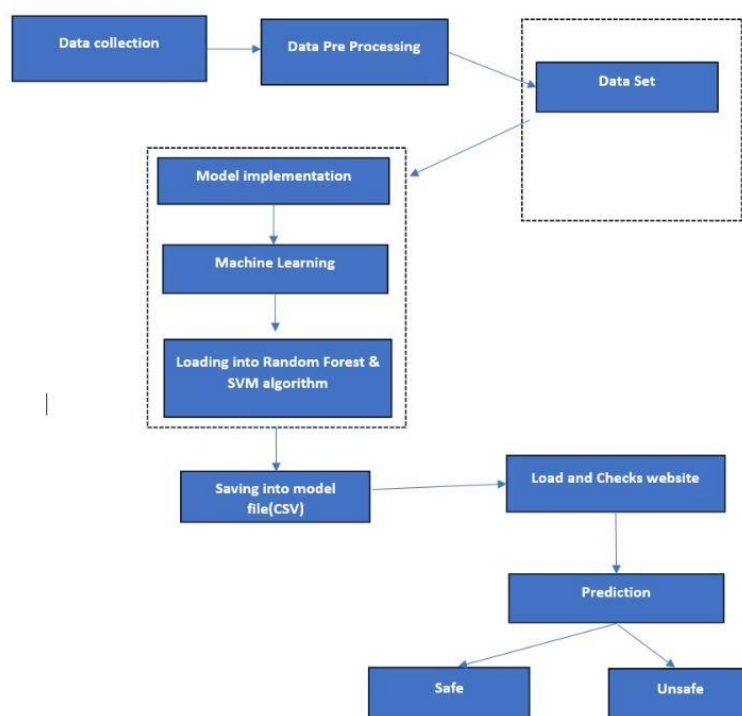 Data collection
Data Pre Processing
Data Set
Model implementation
Machine Learning
Loading into Random Forest &
SVM algorithm
Saving into model
file(CSV)
Load and Checks website
Prediction
Safe
Unsafe